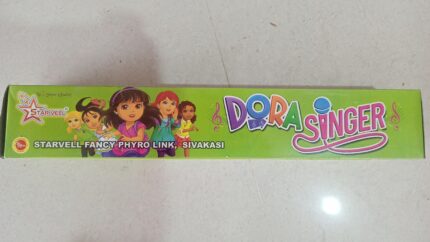 STARVELL
DORA SINGER
STARVELL FANCY PHYRO LINK, SIVAKASI